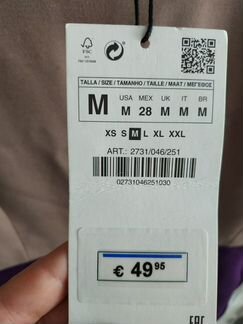 FSC
TALLA / SIZE / TAMANHO / TAILLE / MAAT / ΜΕΓΕΘΟΣ
M
USA MEX UK IT BR
M 28 M M M
XS S M L XL XXL
ART.: 2731/046/251
02731046251030
€ 4995
EAC